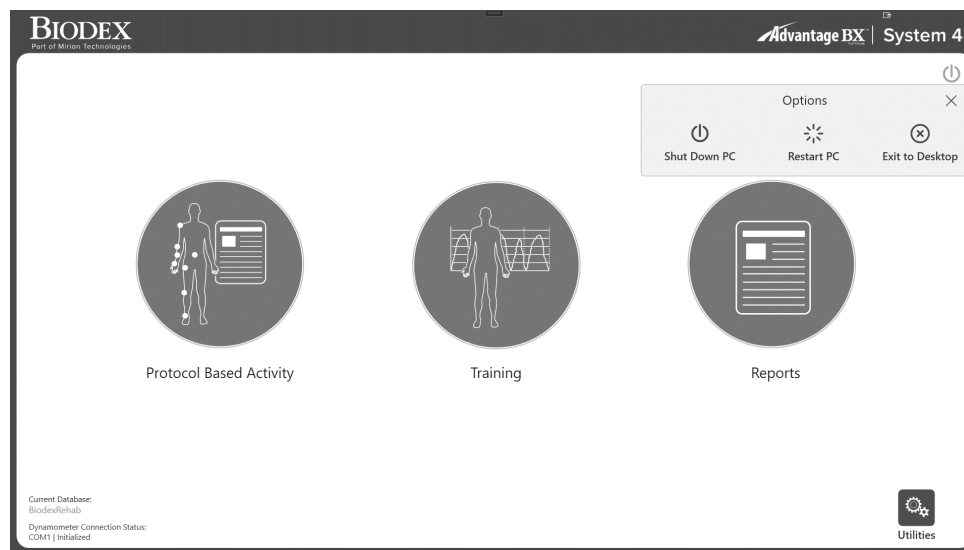 BIODEX
Part of Mirion Technologies
Advantage BX
System 4
Options
Shut Down PC
Restart PC
Exit to Desktop
Protocol Based Activity
Training
Reports
Current Database:
BiodexRehab
Dynamometer Connection Status:
COM1 | Initialized
Utilities